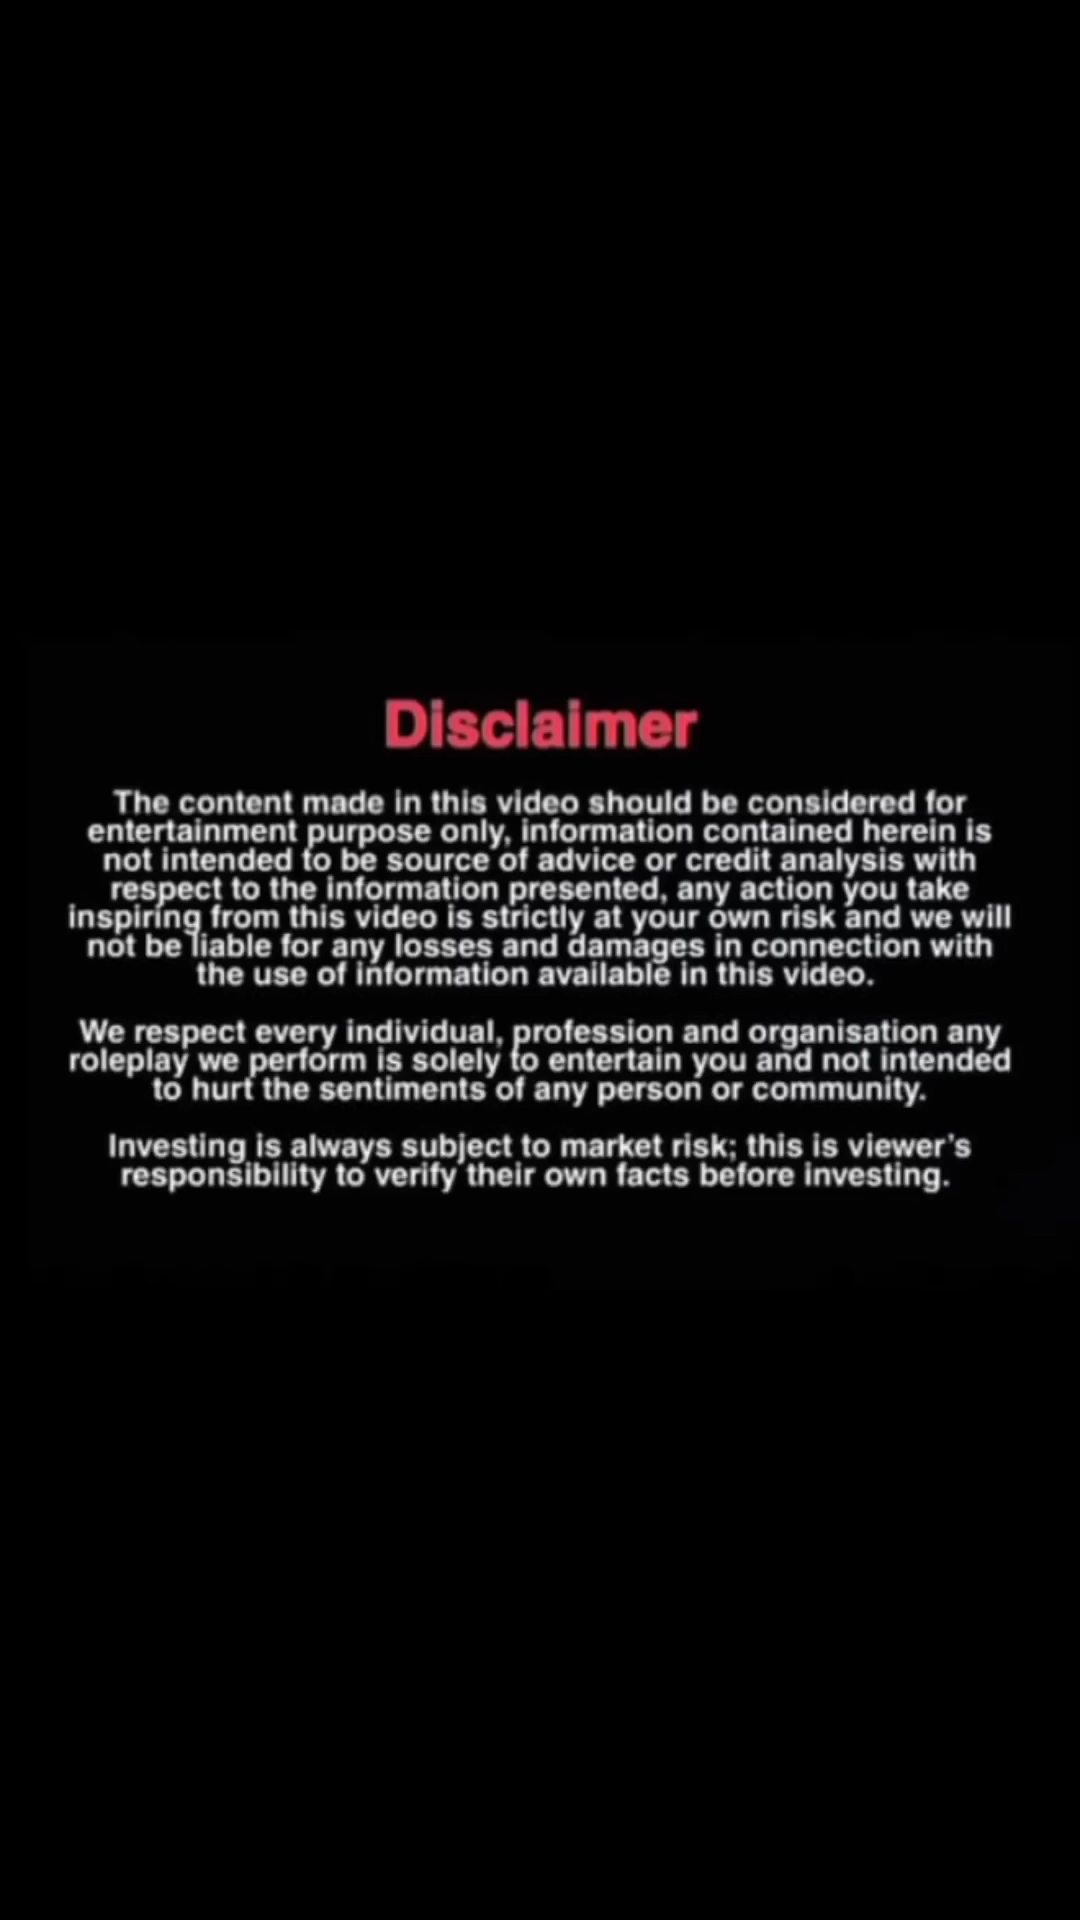 Disclaimer
The content made in this video should be considered for
entertainment purpose only, information contained herein is
not intended to be source of advice or credit analysis with
respect to the information presented, any action you take
inspiring from this video is strictly at your own risk and we will
not be liable for any losses and damages in connection with
the use of information available in this video.
We respect every individual, profession and organisation any
roleplay we perform is solely to entertain you and not intended
to hurt the sentiments of any person or community.
Investing is always subject to market risk; this is viewer's
responsibility to verify their own facts before investing.